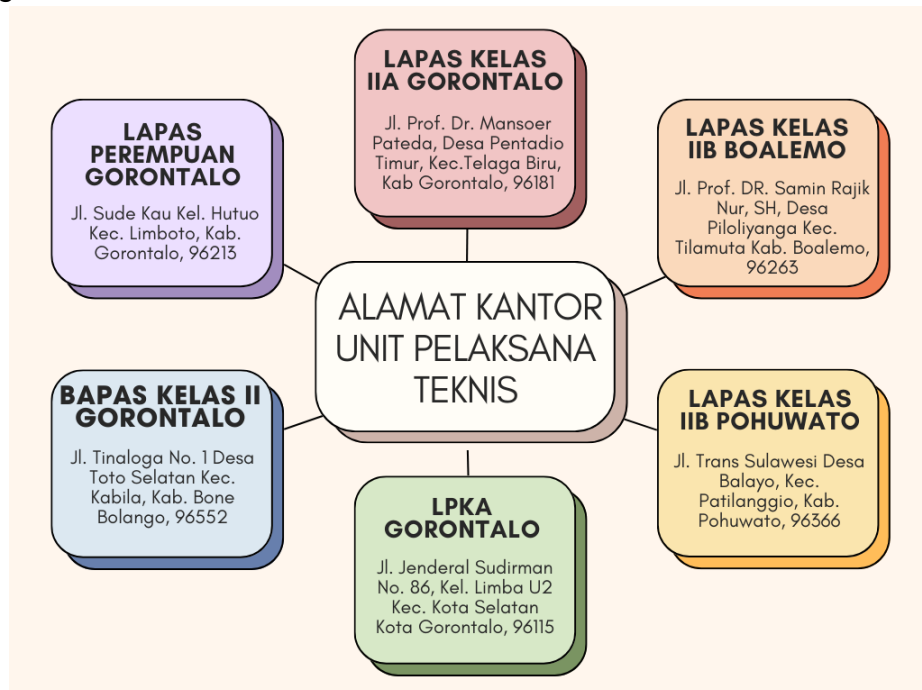 LAPAS KELAS
IIA GORONTALO
Jl. Prof. Dr. Mansoer
Pateda, Desa Pentadio
Timur, Kec.Telaga Biru,
Kab Gorontalo, 96181
LAPAS
PEREMPUAN
GORONTALO
Jl. Sude Kau Kel. Hutuo
Kec. Limboto, Kab.
Gorontalo, 96213
LAPAS KELAS
IIB BOALEMO
Jl. Prof. DR. Samin Rajik
Nur, SH, Desa
Piloliyanga Kec.
Tilamuta Kab. Boalemo,
96263
ALAMAT KANTOR
UNIT PELAKSANA
TEKNIS
BAPAS KELAS II
GORONTALO
Jl. Tinaloga No. 1 Desa
Toto Selatan Kec.
Kabila, Kab. Bone
Bolango, 96552
LAPAS KELAS
IIB POHUWATO
Jl. Trans Sulawesi Desa
Balayo, Kec.
Patilanggio, Kab.
Pohuwato, 96366
LPKA
GORONTALO
Jl. Jenderal Sudirman
No. 86, Kel. Limba U2
Kec. Kota Selatan
Kota Gorontalo, 96115